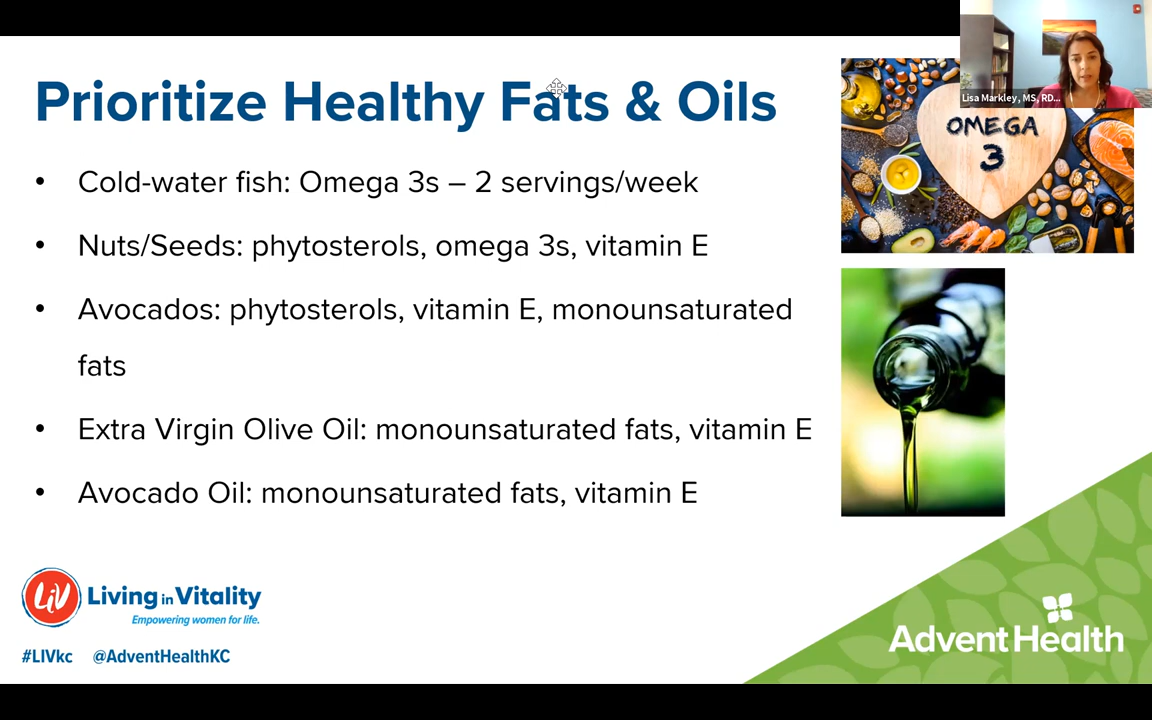 Prioritize Healthy Fats & Oils
• Cold-water fish: Omega 3s – 2 servings/week
• Nuts/Seeds: phytosterols, omega 3s, vitamin E
• Avocados: phytosterols, vitamin E, monounsaturated
fats
• Extra Virgin Olive Oil: monounsaturated fats, vitamin E
• Avocado Oil: monounsaturated fats, vitamin E
Lisa Markley, MS, RD...
OMEGA
3
LiV
Living in Vitality
Empowering women for life.
#LIVkc @AdventHealthKC
Advent Health